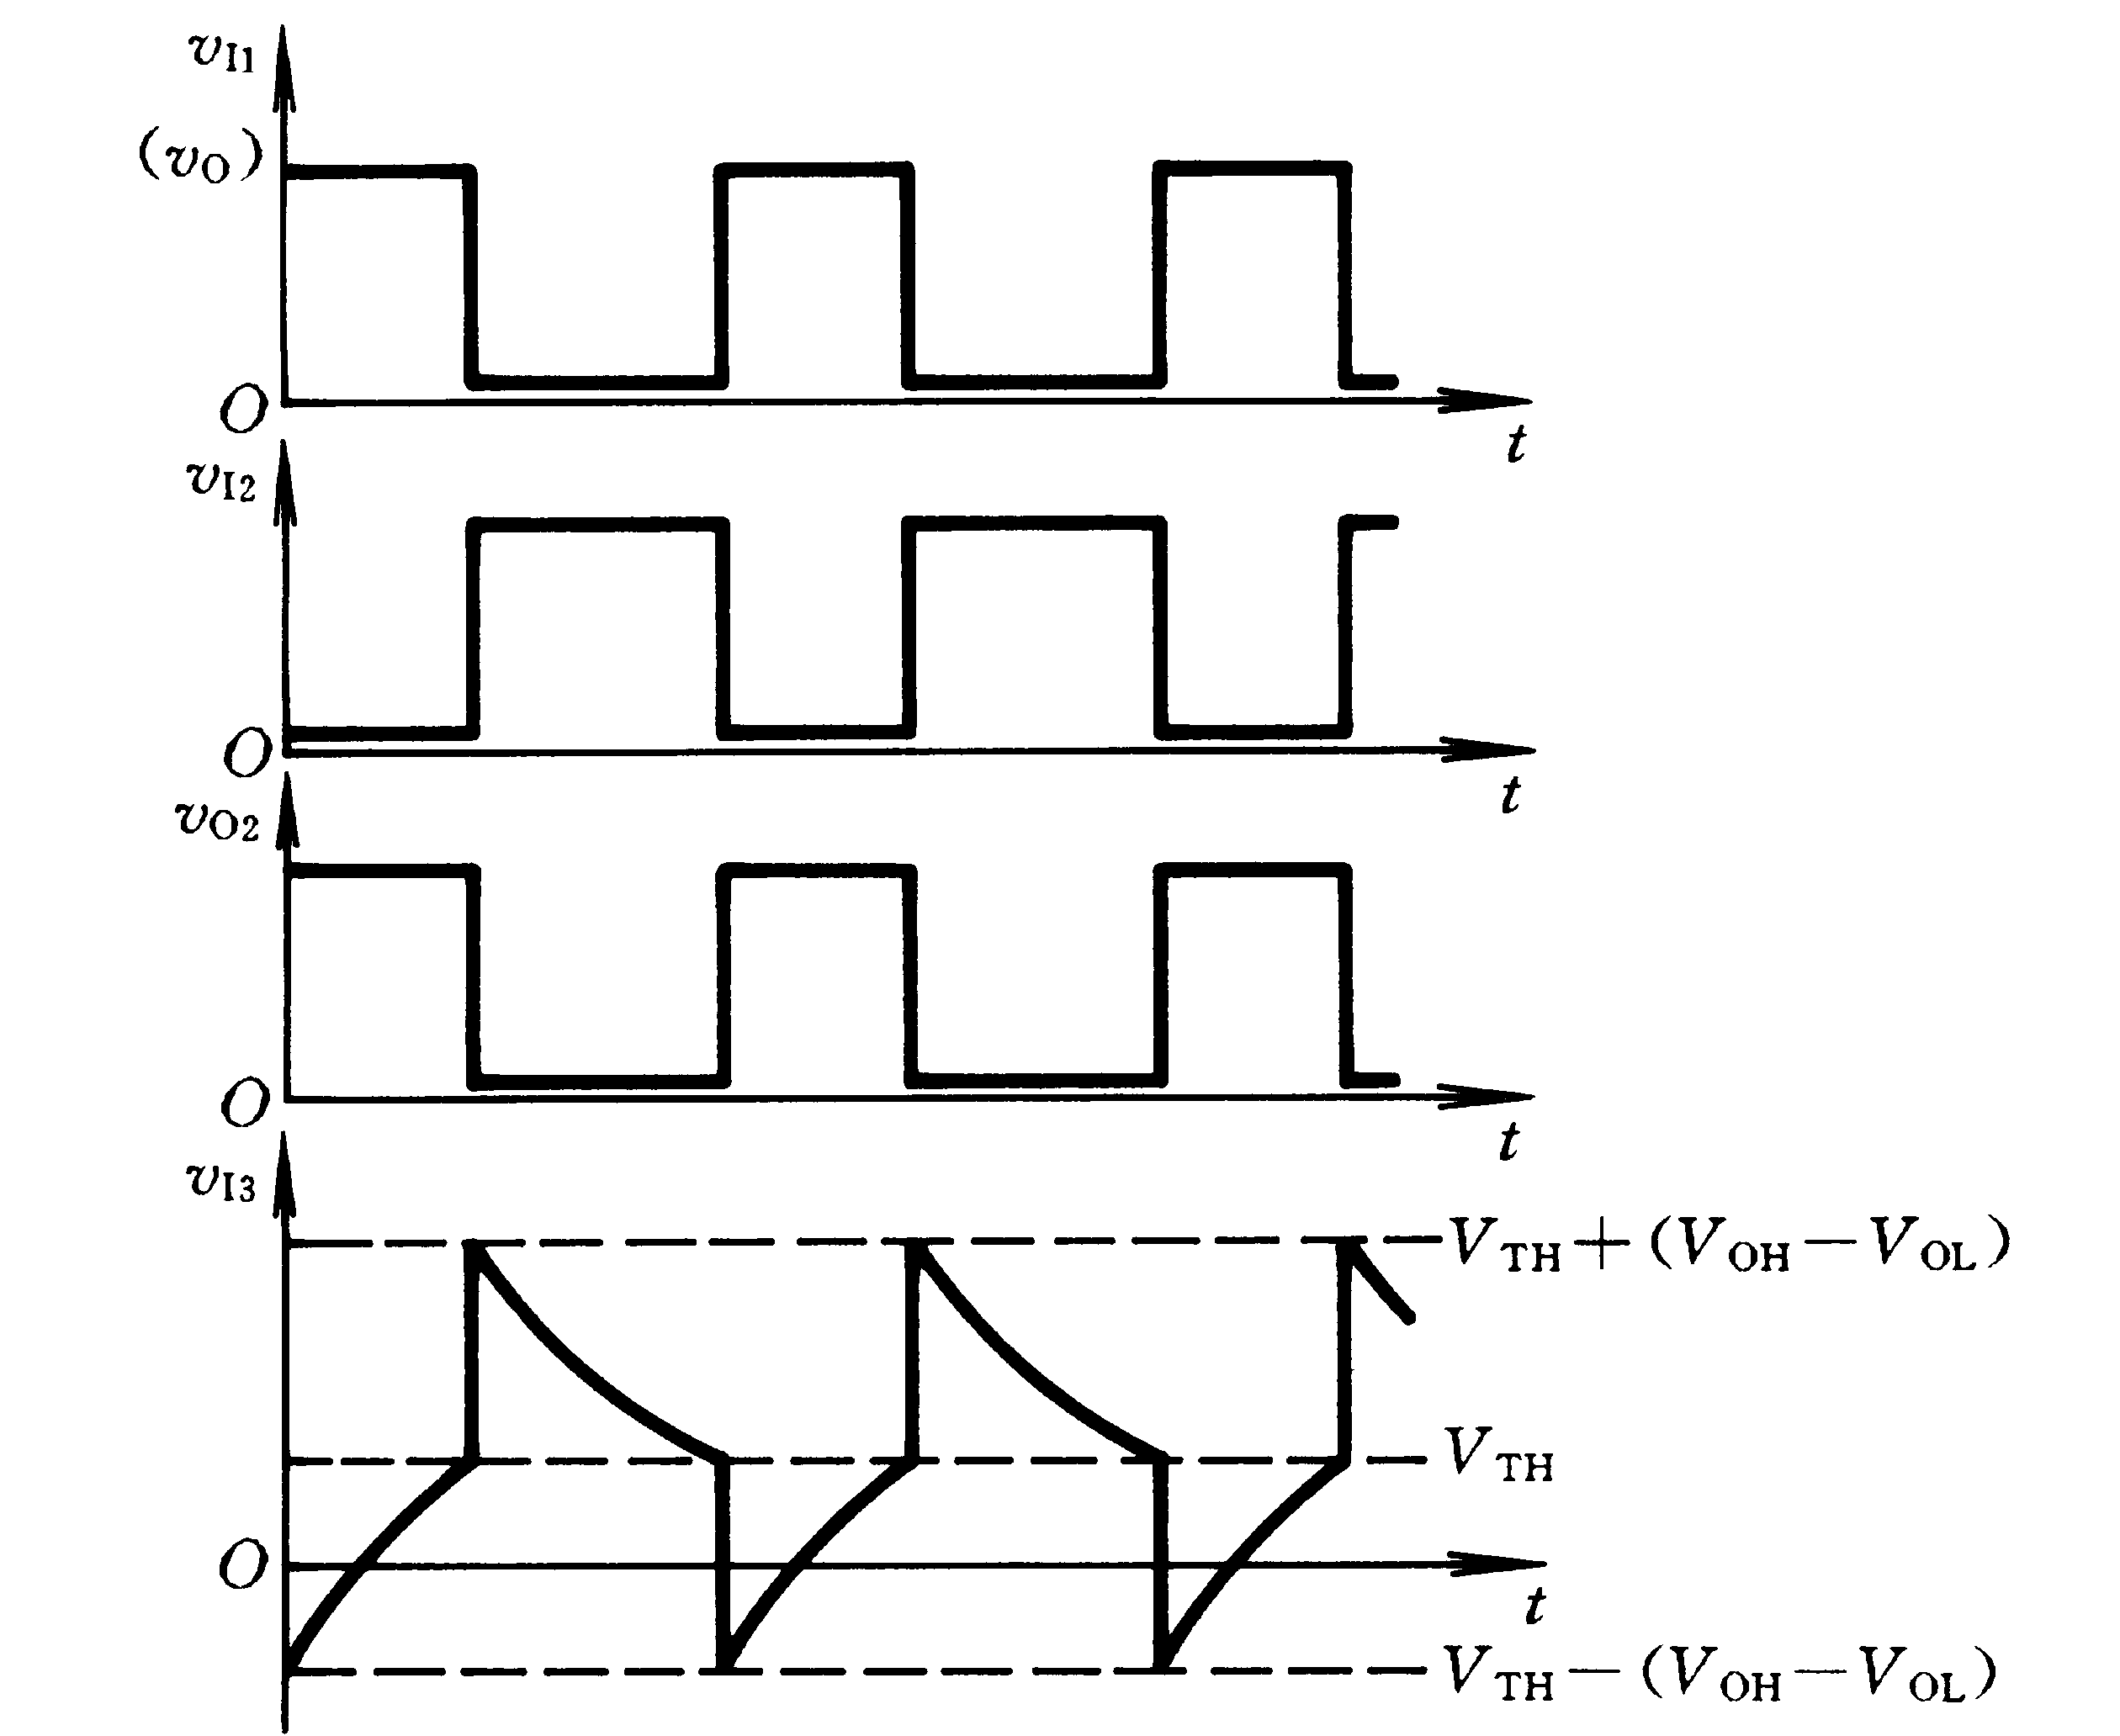 v_I1
(v_O)
O
t
v_I2
O
t
v_O2
O
t
v_I3
V_TH + (V_OH − V_OL)
V_TH
O
t
V_TH − (V_OH − V_OL)